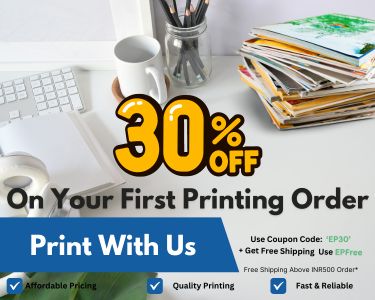 30% OFF
On Your First Printing Order
Print With Us
Use Coupon Code: 'EP30'
+ Get Free Shipping Use EPFree
Free Shipping Above INR500 Order*
Affordable Pricing
Quality Printing
Fast & Reliable